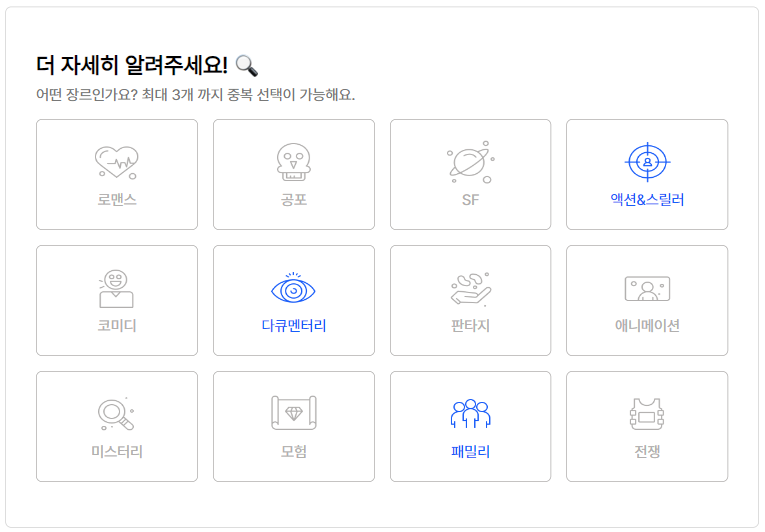 더 자세히 알려주세요! 🔍
어떤 장르인가요? 최대 3개 까지 중복 선택이 가능해요.
로맨스
공포
SF
액션&스릴러
코미디
다큐멘터리
판타지
애니메이션
미스터리
모험
패밀리
전쟁